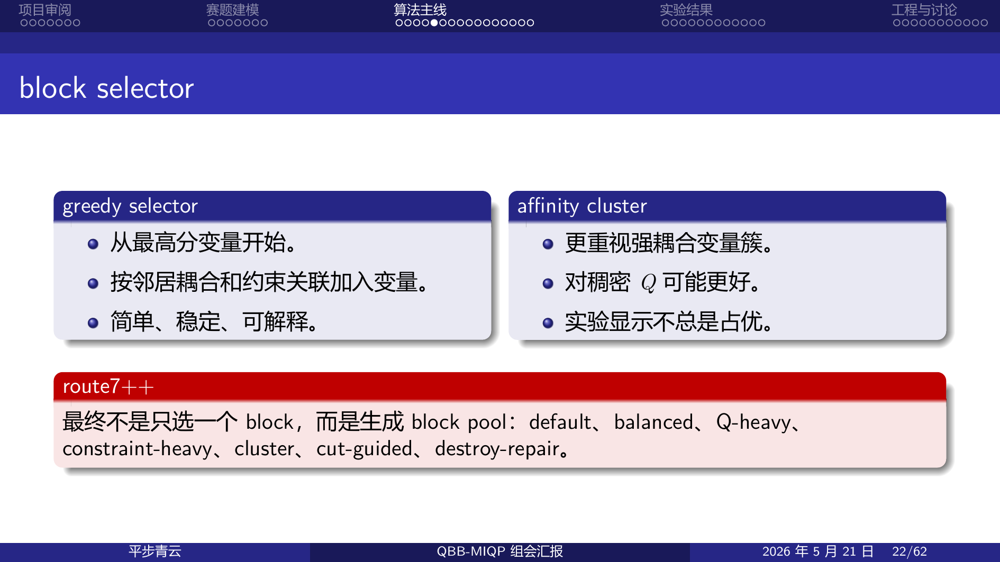 项目审阅
赛题建模
算法主线
实验结果
工程与讨论
block selector
greedy selector
从最高分变量开始。
按邻居耦合和约束关联加入变量。
简单、稳定、可解释。
affinity cluster
更重视强耦合变量簇。
对稠密 Q 可能更好。
实验显示不总是占优。
route7++
最终不是只选一个 block，而是生成 block pool：default、balanced、Q-heavy、
constraint-heavy、cluster、cut-guided、destroy-repair。
平步青云
QBB-MIQP 组会汇报
2026 年 5 月 21 日
22/62